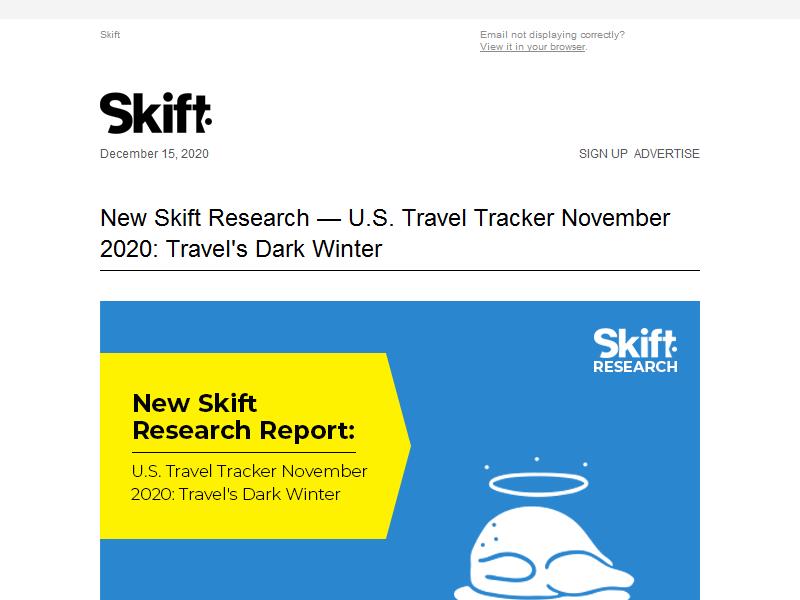 Skift
Email not displaying correctly?
View it in your browser.
Skift
December 15, 2020
SIGN UP ADVERTISE
New Skift Research — U.S. Travel Tracker November
2020: Travel's Dark Winter
Skift
RESEARCH
New Skift
Research Report:
U.S. Travel Tracker November
2020: Travel's Dark Winter